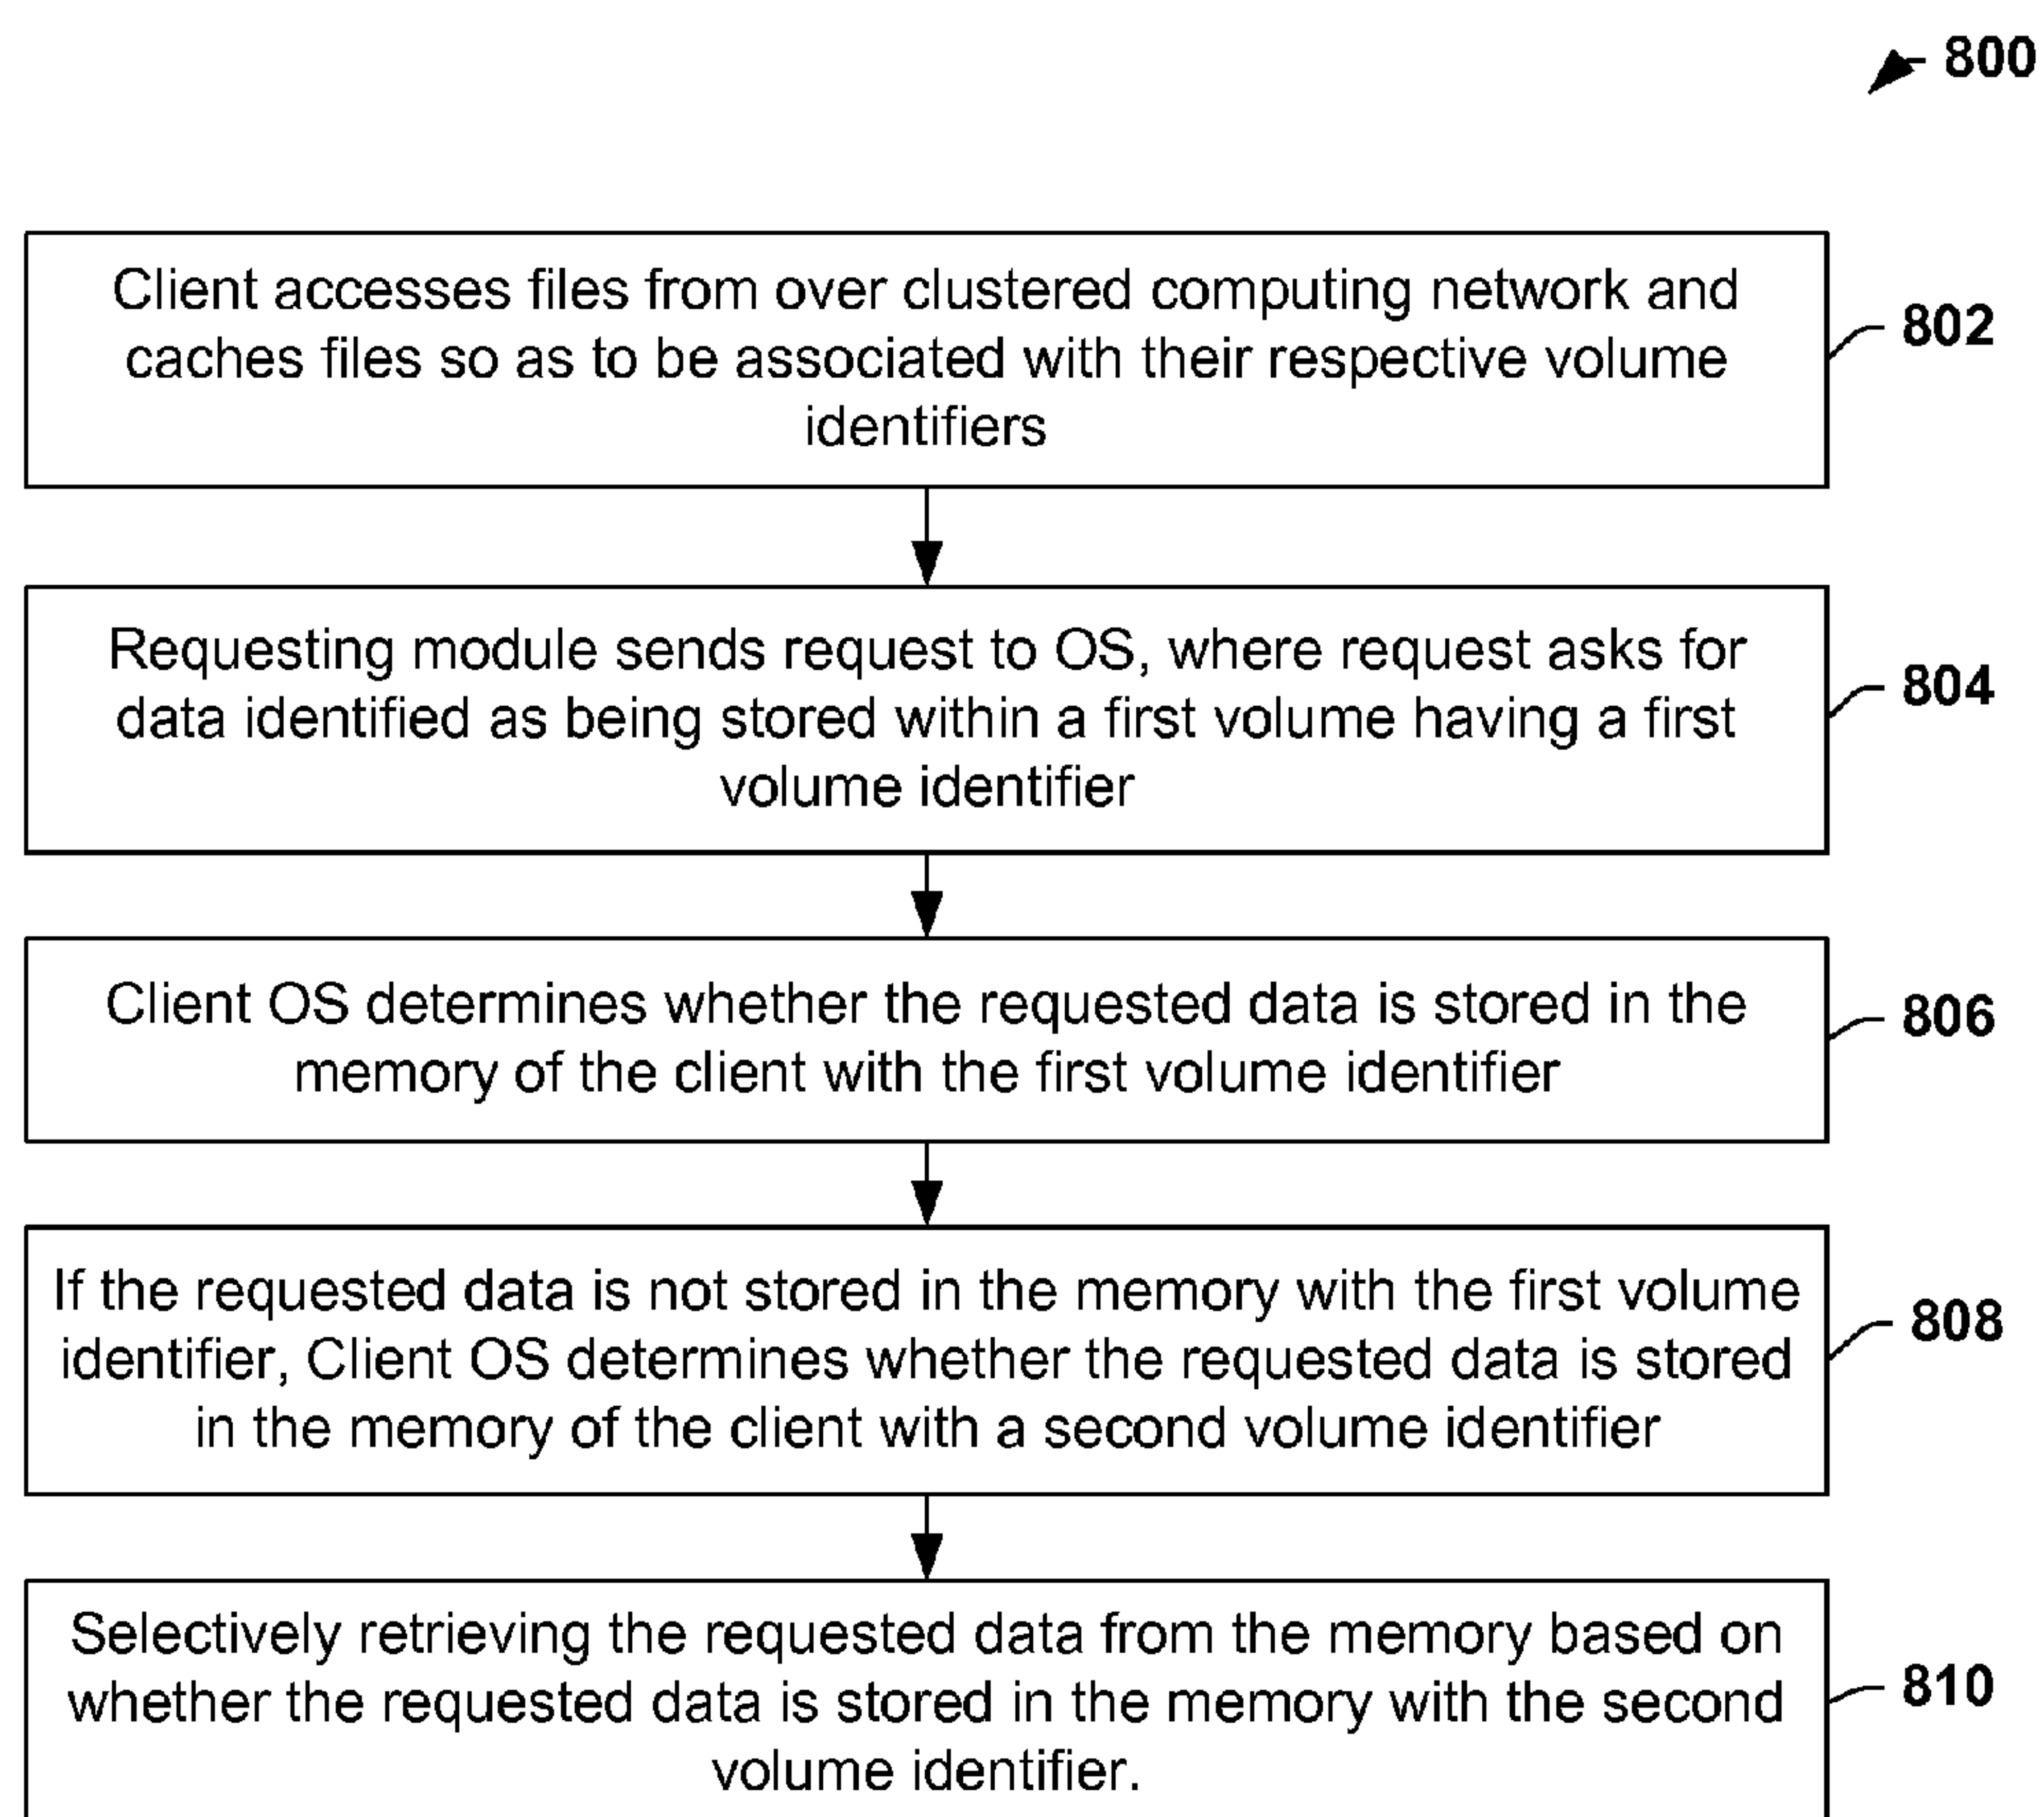 800
Client accesses files from over clustered computing network and
caches files so as to be associated with their respective volume
identifiers
802
Requesting module sends request to OS, where request asks for
data identified as being stored within a first volume having a first
volume identifier
804
Client OS determines whether the requested data is stored in the
memory of the client with the first volume identifier
806
If the requested data is not stored in the memory with the first volume
identifier, Client OS determines whether the requested data is stored
in the memory of the client with a second volume identifier
808
Selectively retrieving the requested data from the memory based on
whether the requested data is stored in the memory with the second
volume identifier.
810